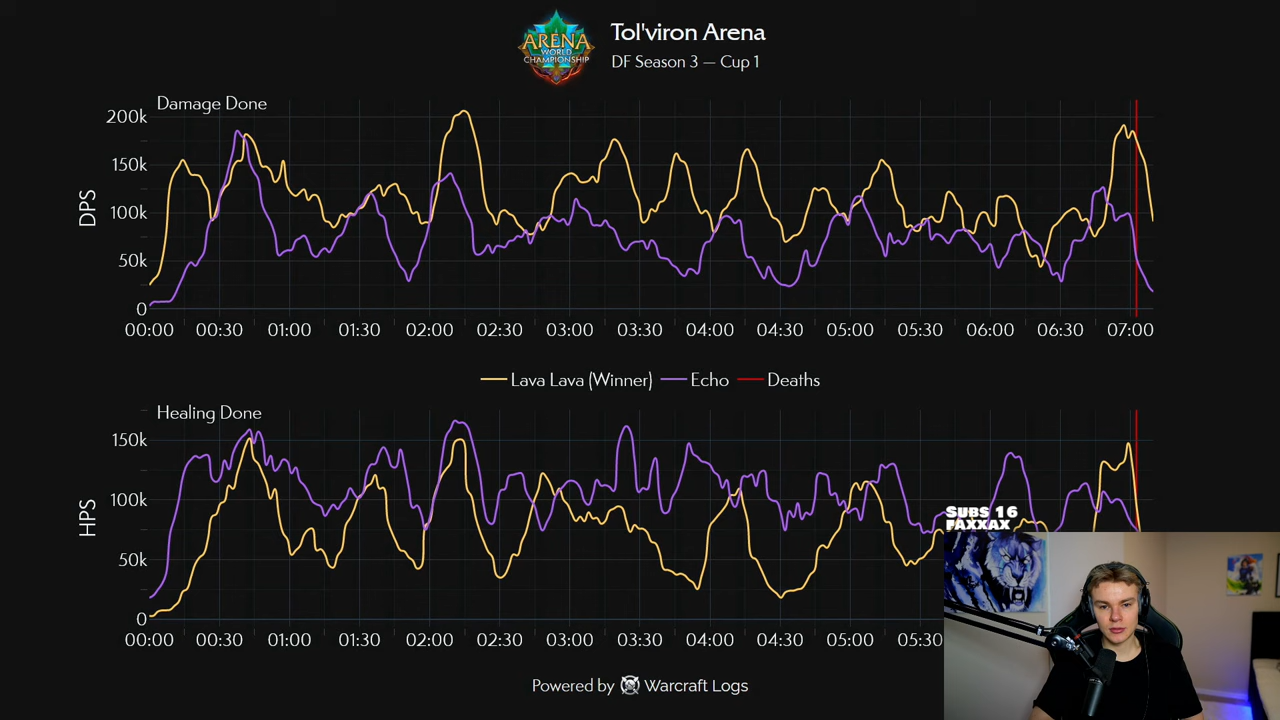 ARENA
WORLD
CHAMPIONSHIP
Tol'viron Arena
DF Season 3 — Cup 1
Damage Done
DPS
200k
150k
100k
50k
0
00:00 00:30 01:00 01:30 02:00 02:30 03:00 03:30 04:00 04:30 05:00 05:30 06:00 06:30 07:00
Lava Lava (Winner) Echo Deaths
Healing Done
HPS
150k
100k
50k
0
00:00 00:30 01:00 01:30 02:00 02:30 03:00 03:30 04:00 04:30 05:00 05:30
SUBS 16
FAXXAX
Powered by Warcraft Logs